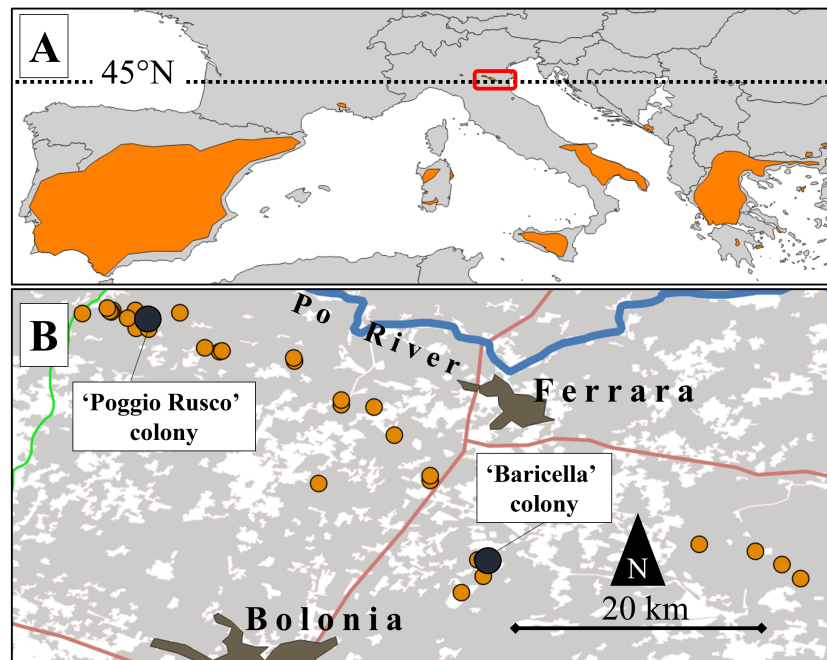 A
45°N
B
Po River
Ferrara
‘Poggio Rusco’
colony
‘Baricella’
colony
N
20 km
Bolonia